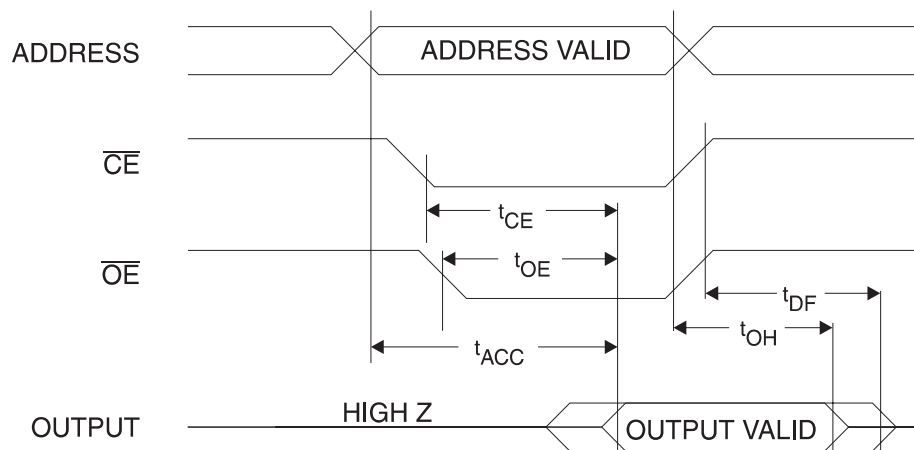 ADDRESS
ADDRESS VALID
CE
tCE
OE
tOE
tDF
tOH
tACC
HIGH Z
OUTPUT
OUTPUT VALID